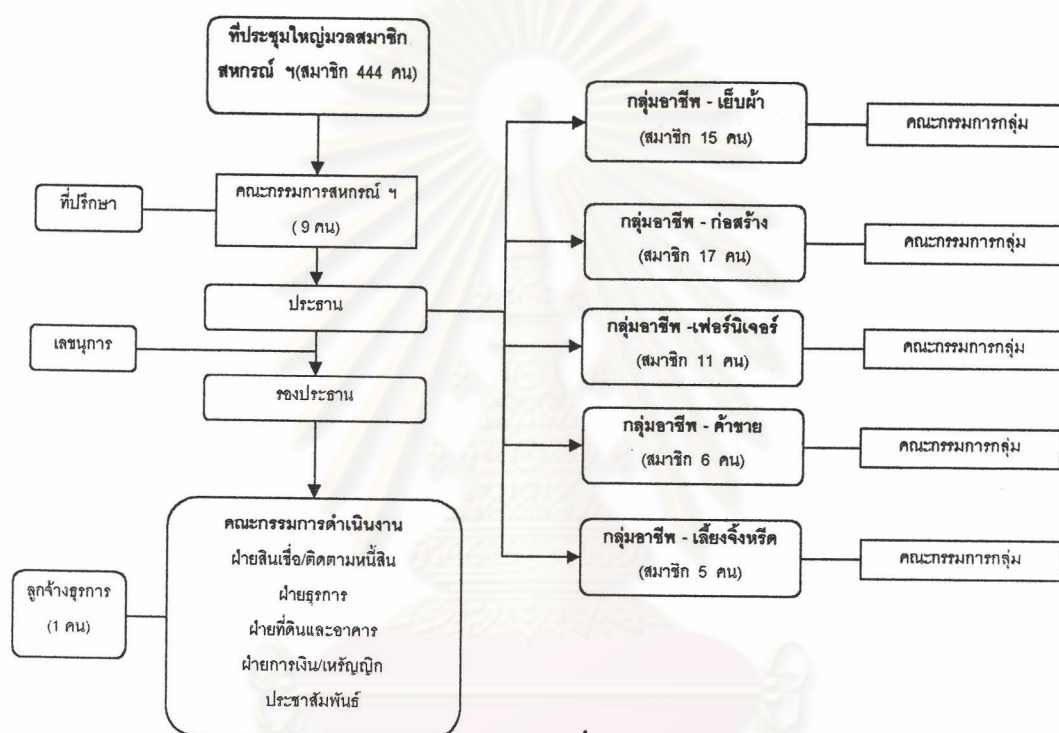 ที่ประชุมใหญ่มวลสมาชิก
สหกรณ์ ฯ(สมาชิก 444 คน)
ที่ปรึกษา
คณะกรรมการสหกรณ์ ฯ
( 9 คน)
ประธาน
เลขนุการ
รองประธาน
คณะกรรมการดำเนินงาน
ฝ่ายสินเชื่อ/ติดตามหนี้สิน
ฝ่ายธุรการ
ฝ่ายที่ดินและอาคาร
ฝ่ายการเงิน/เหรัญญิก
ประชาสัมพันธ์
ลูกจ้างธุรการ
(1 คน)
กลุ่มอาชีพ - เย็บผ้า
(สมาชิก 15 คน)
คณะกรรมการกลุ่ม
กลุ่มอาชีพ - ก่อสร้าง
(สมาชิก 17 คน)
คณะกรรมการกลุ่ม
กลุ่มอาชีพ -เฟอร์นิเจอร์
(สมาชิก 11 คน)
คณะกรรมการกลุ่ม
กลุ่มอาชีพ - ค้าขาย
(สมาชิก 6 คน)
คณะกรรมการกลุ่ม
กลุ่มอาชีพ - เลี้ยงจิ้งหรีด
(สมาชิก 5 คน)
คณะกรรมการกลุ่ม